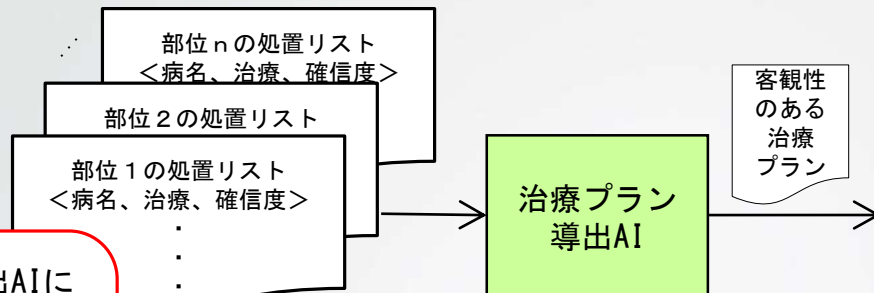 部位ｎの処置リスト
＜病名、治療、確信度＞
部位２の処置リスト
部位１の処置リスト
＜病名、治療、確信度＞
・
・
・
客観性
のある
治療
プラン
治療プラン
導出AI
出AIに